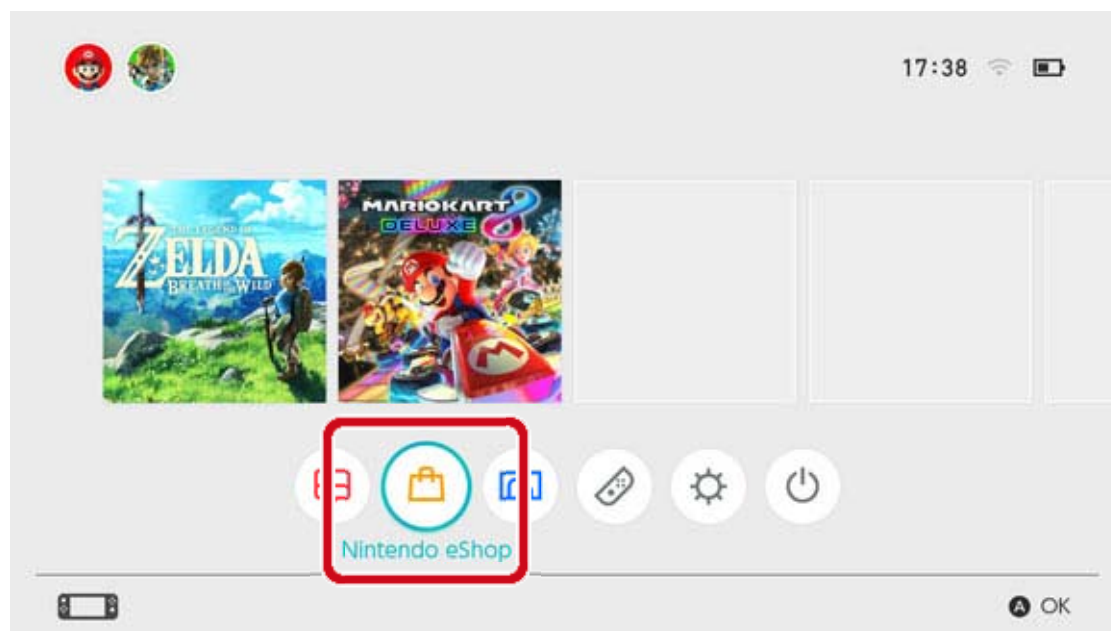 17:38
THE LEGEND OF
ZELDA
BREATH OF THE WILD
MARIOKART 8
DELUXE
M
Nintendo eShop
A OK